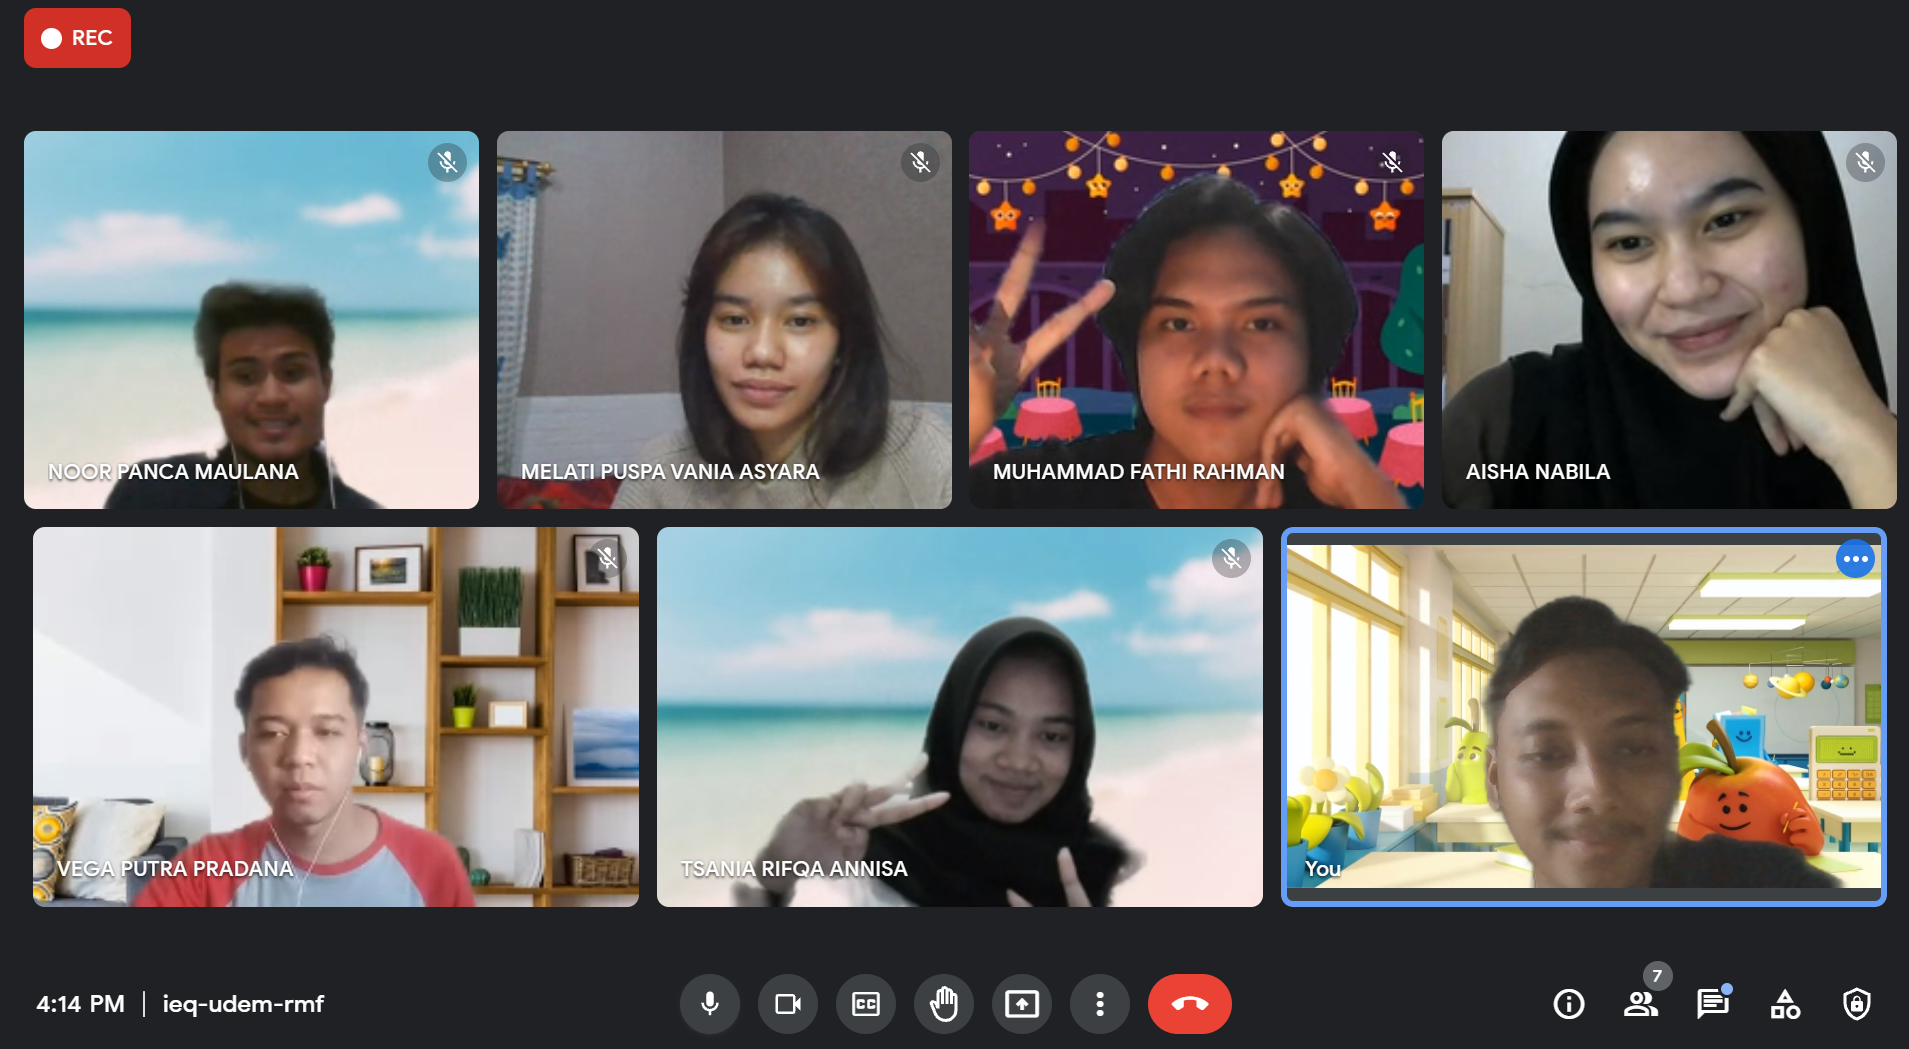 REC
NOOR PANCA MAULANA
MELATI PUSPA VANIA ASYARA
MUHAMMAD FATHI RAHMAN
AISHA NABILA
VEGA PUTRA PRADANA
TSANIA RIFQA ANNISA
You
4:14 PM | ieq-udem-rmf
CC
7